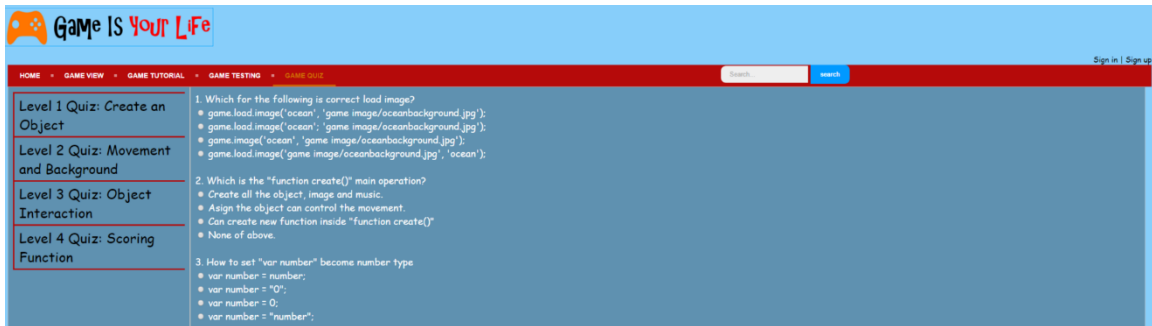 Game Is Your Life
Sign in | Sign up
HOME GAME VIEW GAME TUTORIAL GAME TESTING GAME QUIZ
Search
search
Level 1 Quiz: Create an
Object
Level 2 Quiz: Movement
and Background
Level 3 Quiz: Object
Interaction
Level 4 Quiz: Scoring
Function
1. Which for the following is correct load image?
game.load.image('ocean', 'game image/oceanbackground.jpg');
game.load.image('ocean'; 'game image/oceanbackground.jpg');
game.image('ocean', 'game image/oceanbackground.jpg');
game.load.image('game image/oceanbackground.jpg', 'ocean');
2. Which is the "function create()" main operation?
Create all the object, image and music.
Asign the object can control the movement.
Can create new function inside "function create()"
None of above.
3. How to set "var number" become number type
var number = number;
var number = "0";
var number = 0;
var number = "number";